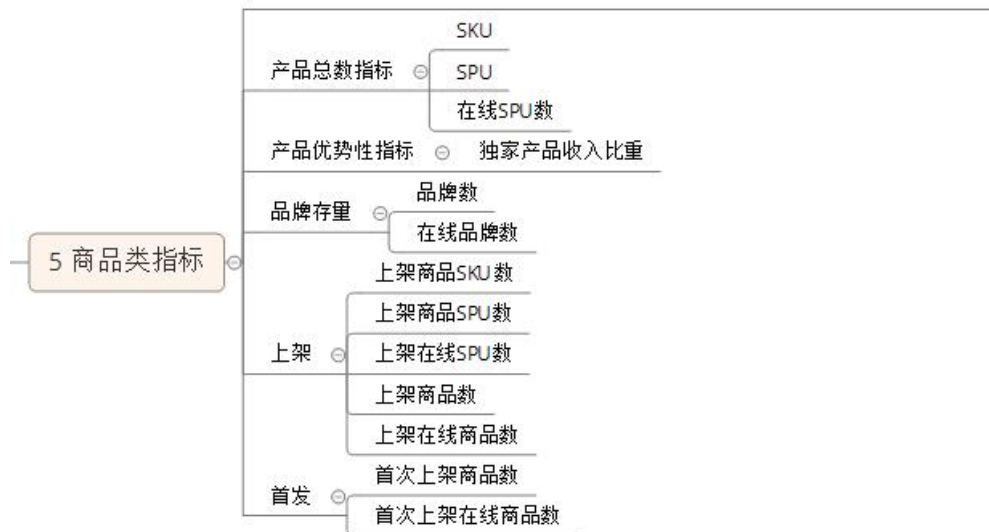 SKU
产品总数指标
SPU
在线SPU数
产品优势性指标
独家产品收入比重
品牌存量
品牌数
在线品牌数
5 商品类指标
上架商品SKU数
上架商品SPU数
上架
上架在线SPU数
上架商品数
上架在线商品数
首发
首次上架商品数
首次上架在线商品数